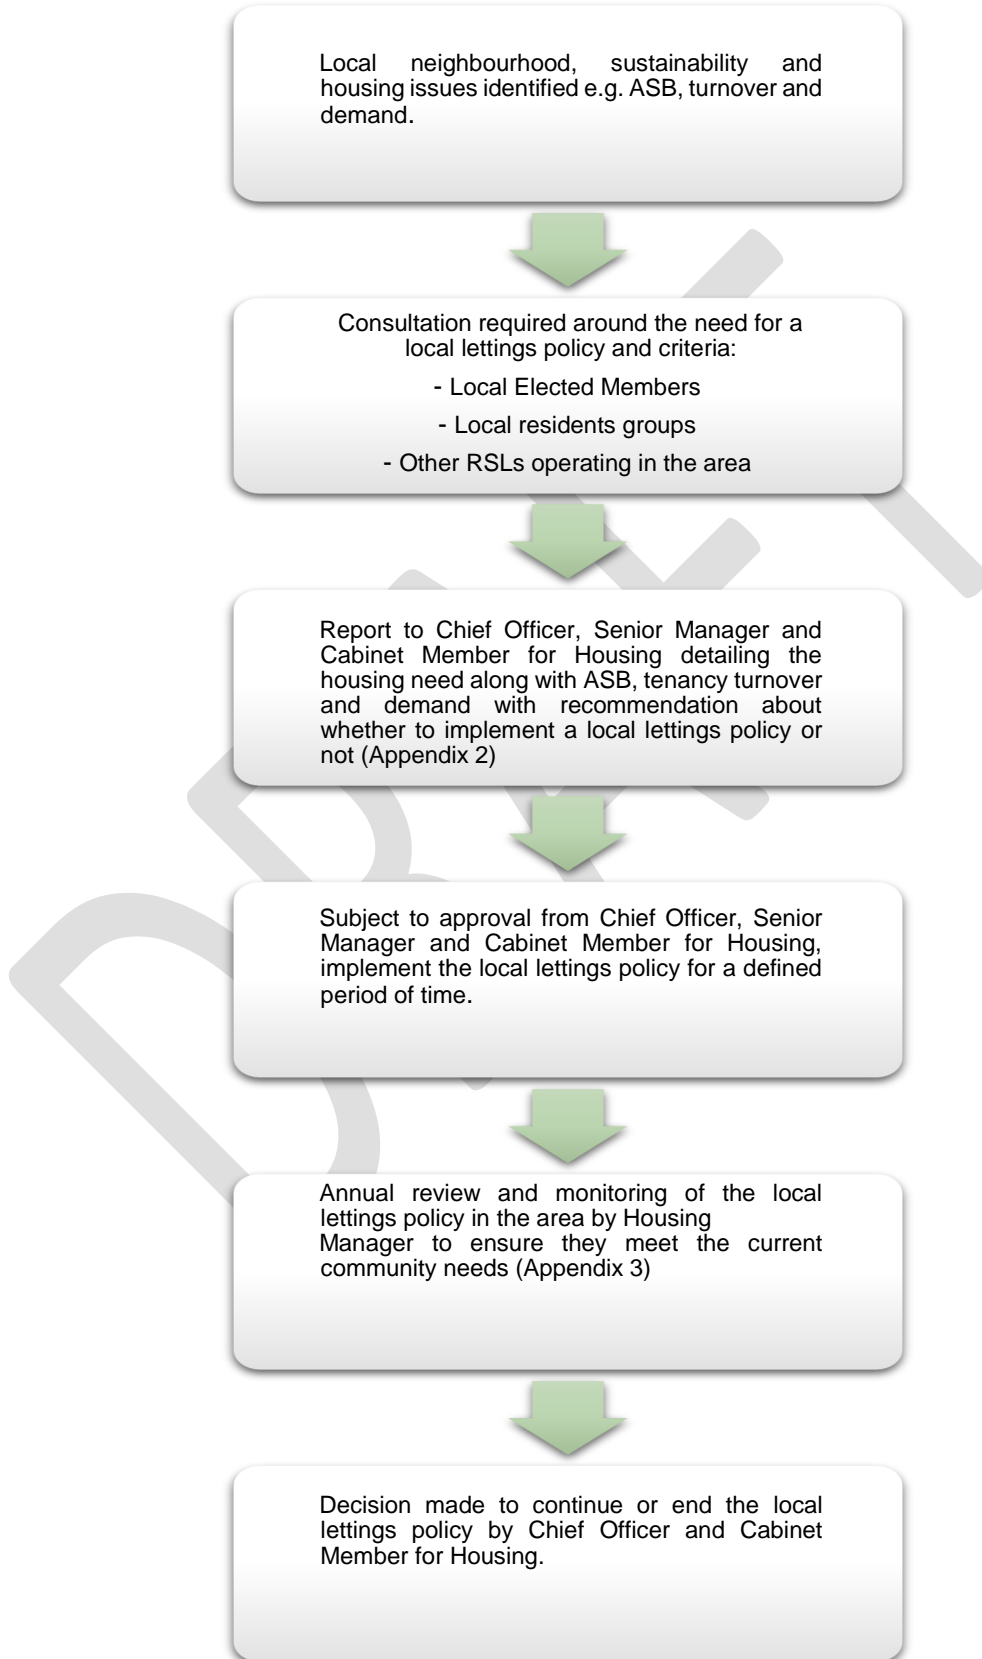 Local neighbourhood, sustainability and
housing issues identified e.g. ASB, turnover and
demand.
Consultation required around the need for a
local lettings policy and criteria:
- Local Elected Members
- Local residents groups
- Other RSLs operating in the area
Report to Chief Officer, Senior Manager and
Cabinet Member for Housing detailing the
housing need along with ASB, tenancy turnover
and demand with recommendation about
whether to implement a local lettings policy or
not (Appendix 2)
Subject to approval from Chief Officer, Senior
Manager and Cabinet Member for Housing,
implement the local lettings policy for a defined
period of time.
Annual review and monitoring of the local
lettings policy in the area by Housing
Manager to ensure they meet the current
community needs (Appendix 3)
Decision made to continue or end the local
lettings policy by Chief Officer and Cabinet
Member for Housing.
DRAFT